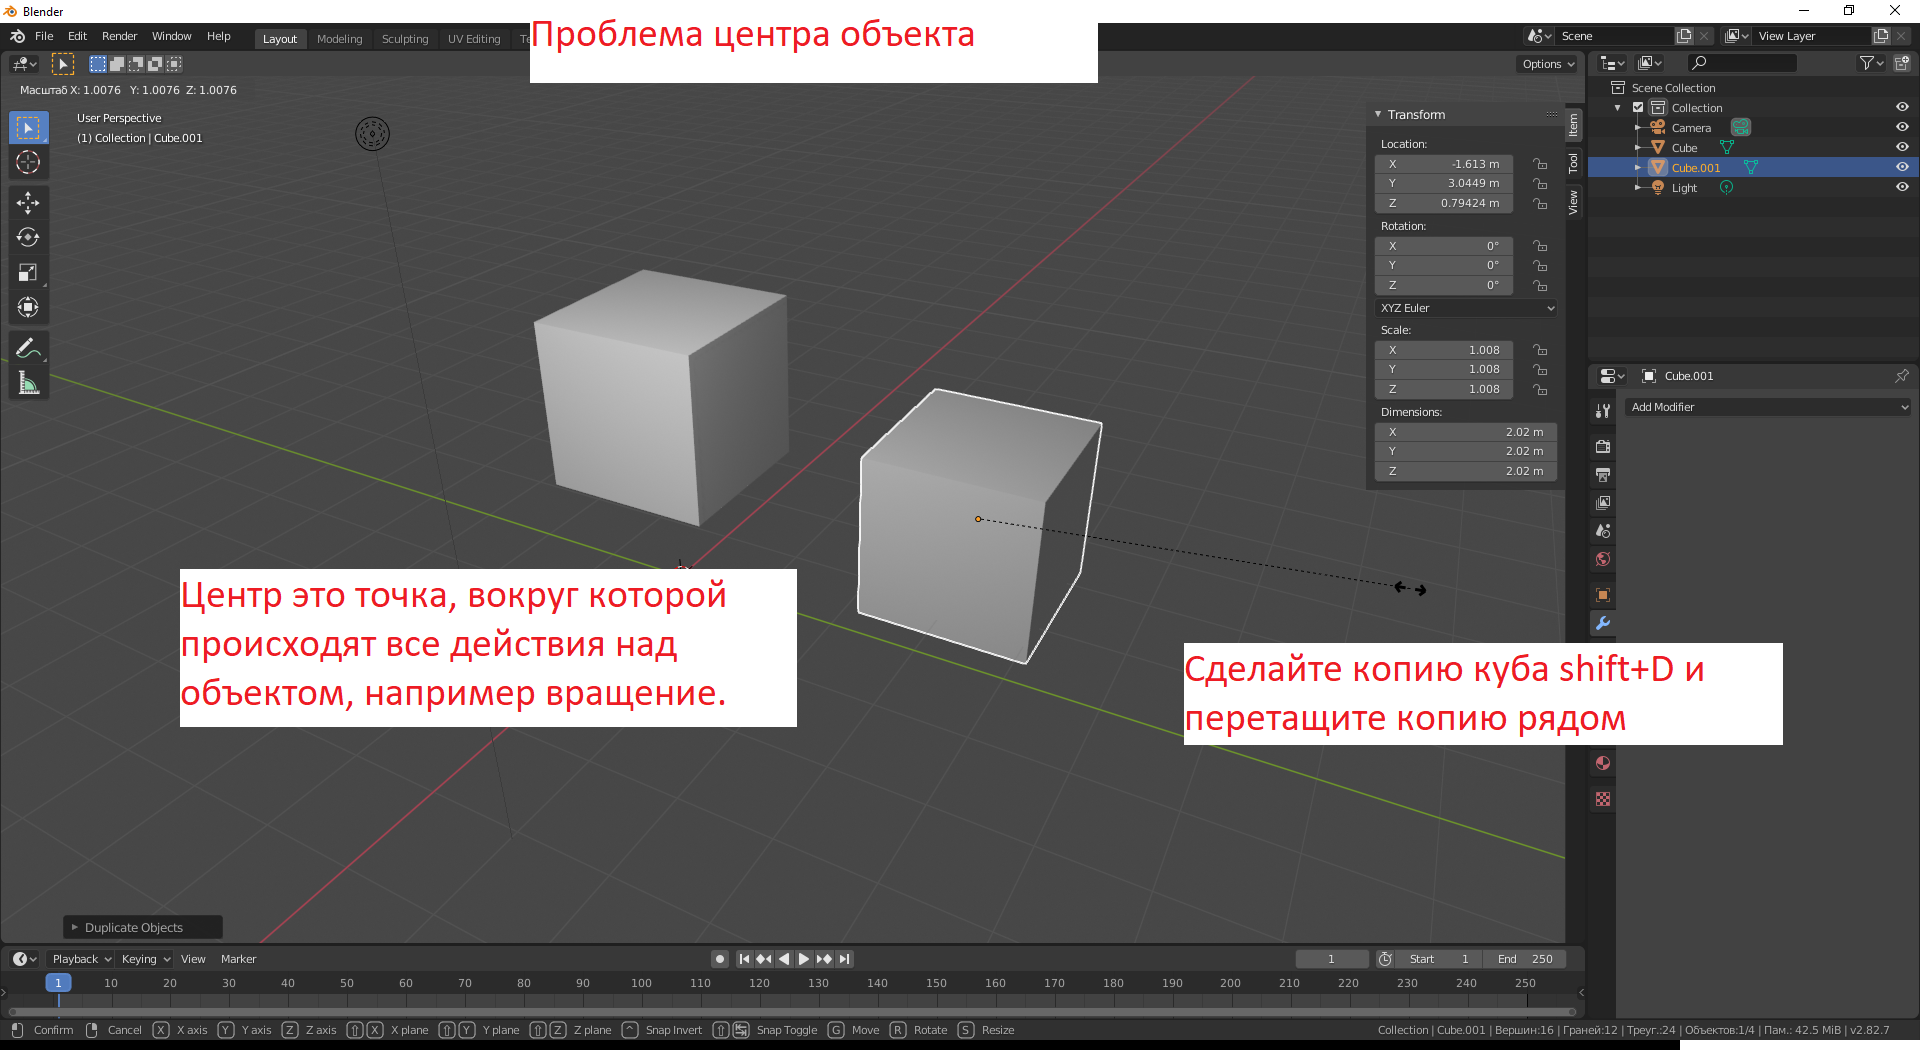 Blender
File Edit Render Window Help Layout Modeling Sculpting UV Editing
Проблема центра объекта
Scene View Layer
Options
Масштаб X: 1.0076 Y: 1.0076 Z: 1.0076
User Perspective
(1) Collection | Cube.001
Transform
Location:
X -1.613 m
Y 3.0449 m
Z 0.79424 m
Rotation:
X 0°
Y 0°
Z 0°
XYZ Euler
Scale:
X 1.008
Y 1.008
Z 1.008
Dimensions:
X 2.02 m
Y 2.02 m
Z 2.02 m
Item
Tool
View
Scene Collection
Collection
Camera
Cube
Cube.001
Light
Cube.001
Add Modifier
Центр это точка, вокруг которой
происходят все действия над
объектом, например вращение.
Сделайте копию куба shift+D и
перетащите копию рядом
Duplicate Objects
Playback Keying View Marker
1 Start 1 End 250
1 10 20 30 40 50 60 70 80 90 100 110 120 130 140 150 160 170 180 190 200 210 220 230 240 250
Confirm Cancel X X axis Y Y axis Z Z axis X X plane Y Y plane Z Z plane Snap Invert Snap Toggle G Move R Rotate S Resize
Collection | Cube.001 | Вершин:16 | Граней:12 | Треуг.:24 | Объектов:1/4 | Пам.: 42.5 MiB | v2.82.7